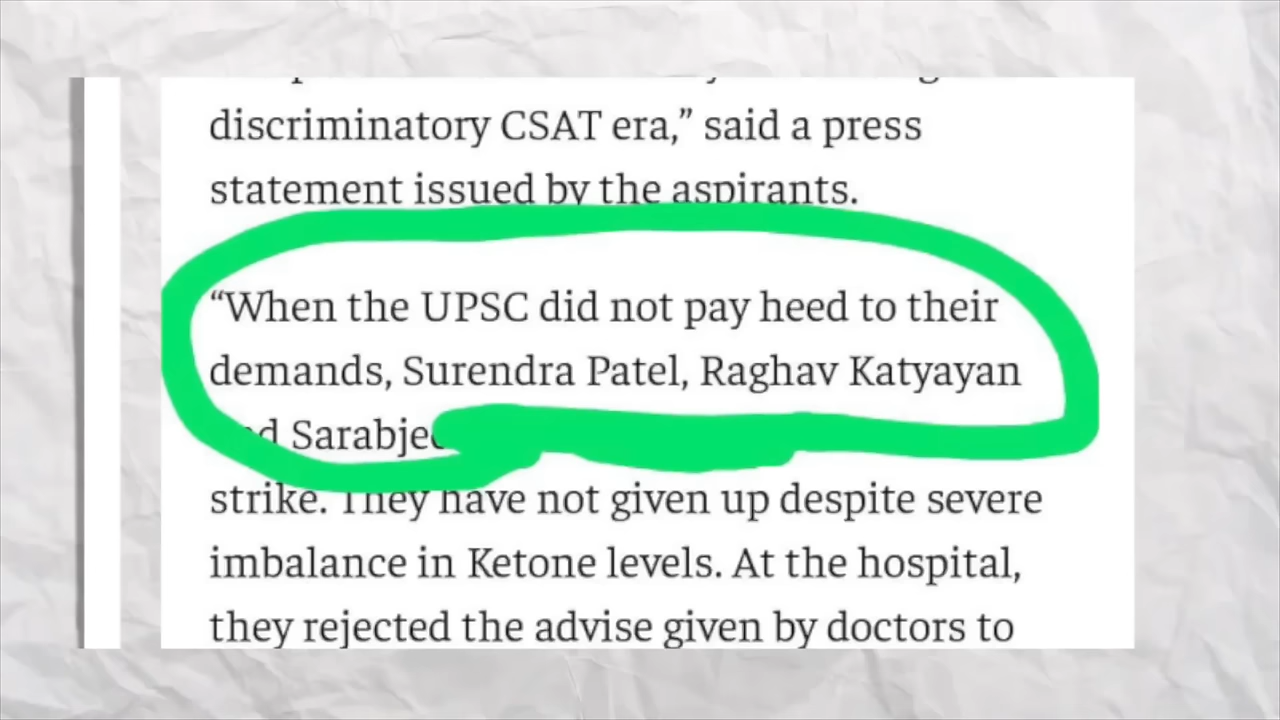 discriminatory CSAT era,” said a press
statement issued by the aspirants.
“When the UPSC did not pay heed to their
demands, Surendra Patel, Raghav Katyayan
Sarabjee
strike. They have not given up despite severe
imbalance in Ketone levels. At the hospital,
they rejected the advise given by doctors to